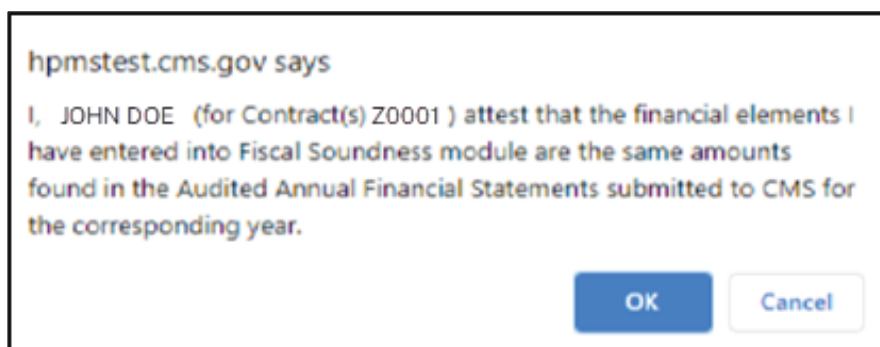 hpmstest.cms.gov says
I, JOHN DOE (for Contract(s) Z0001 ) attest that the financial elements I
have entered into Fiscal Soundness module are the same amounts
found in the Audited Annual Financial Statements submitted to CMS for
the corresponding year.
OK Cancel